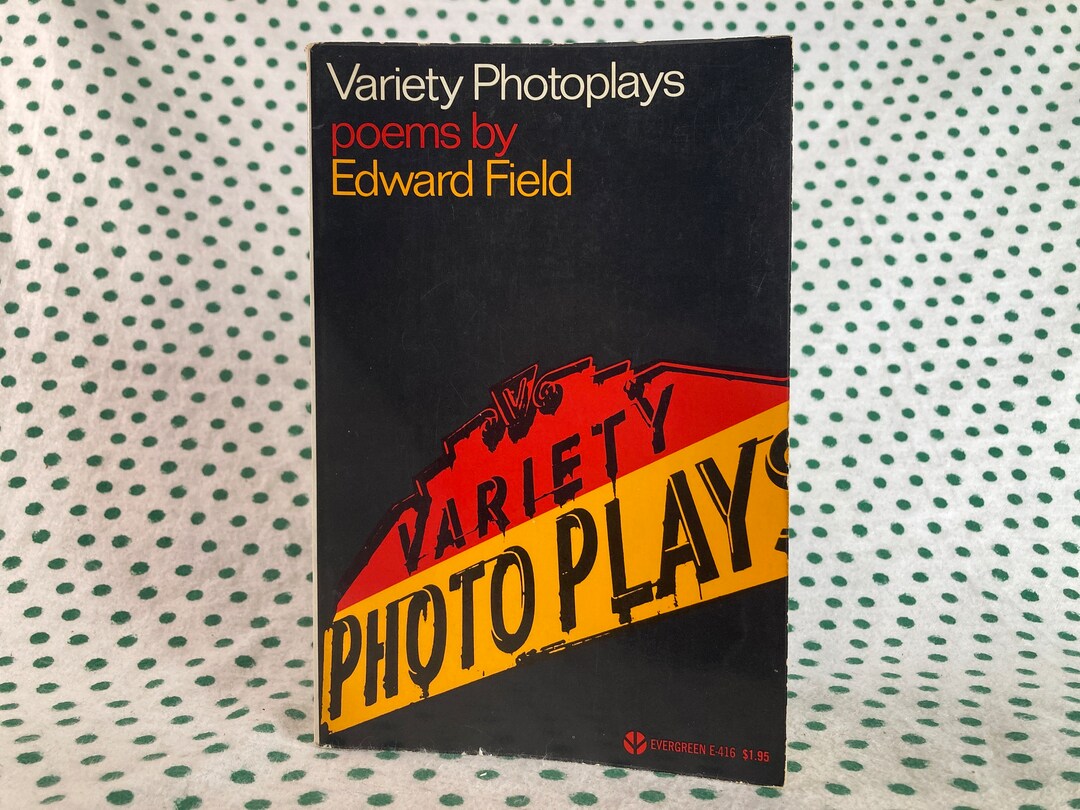 Variety Photoplays
poems by
Edward Field
VARIETY
PHOTO PLAYS
EVERGREEN E-416 $1.95